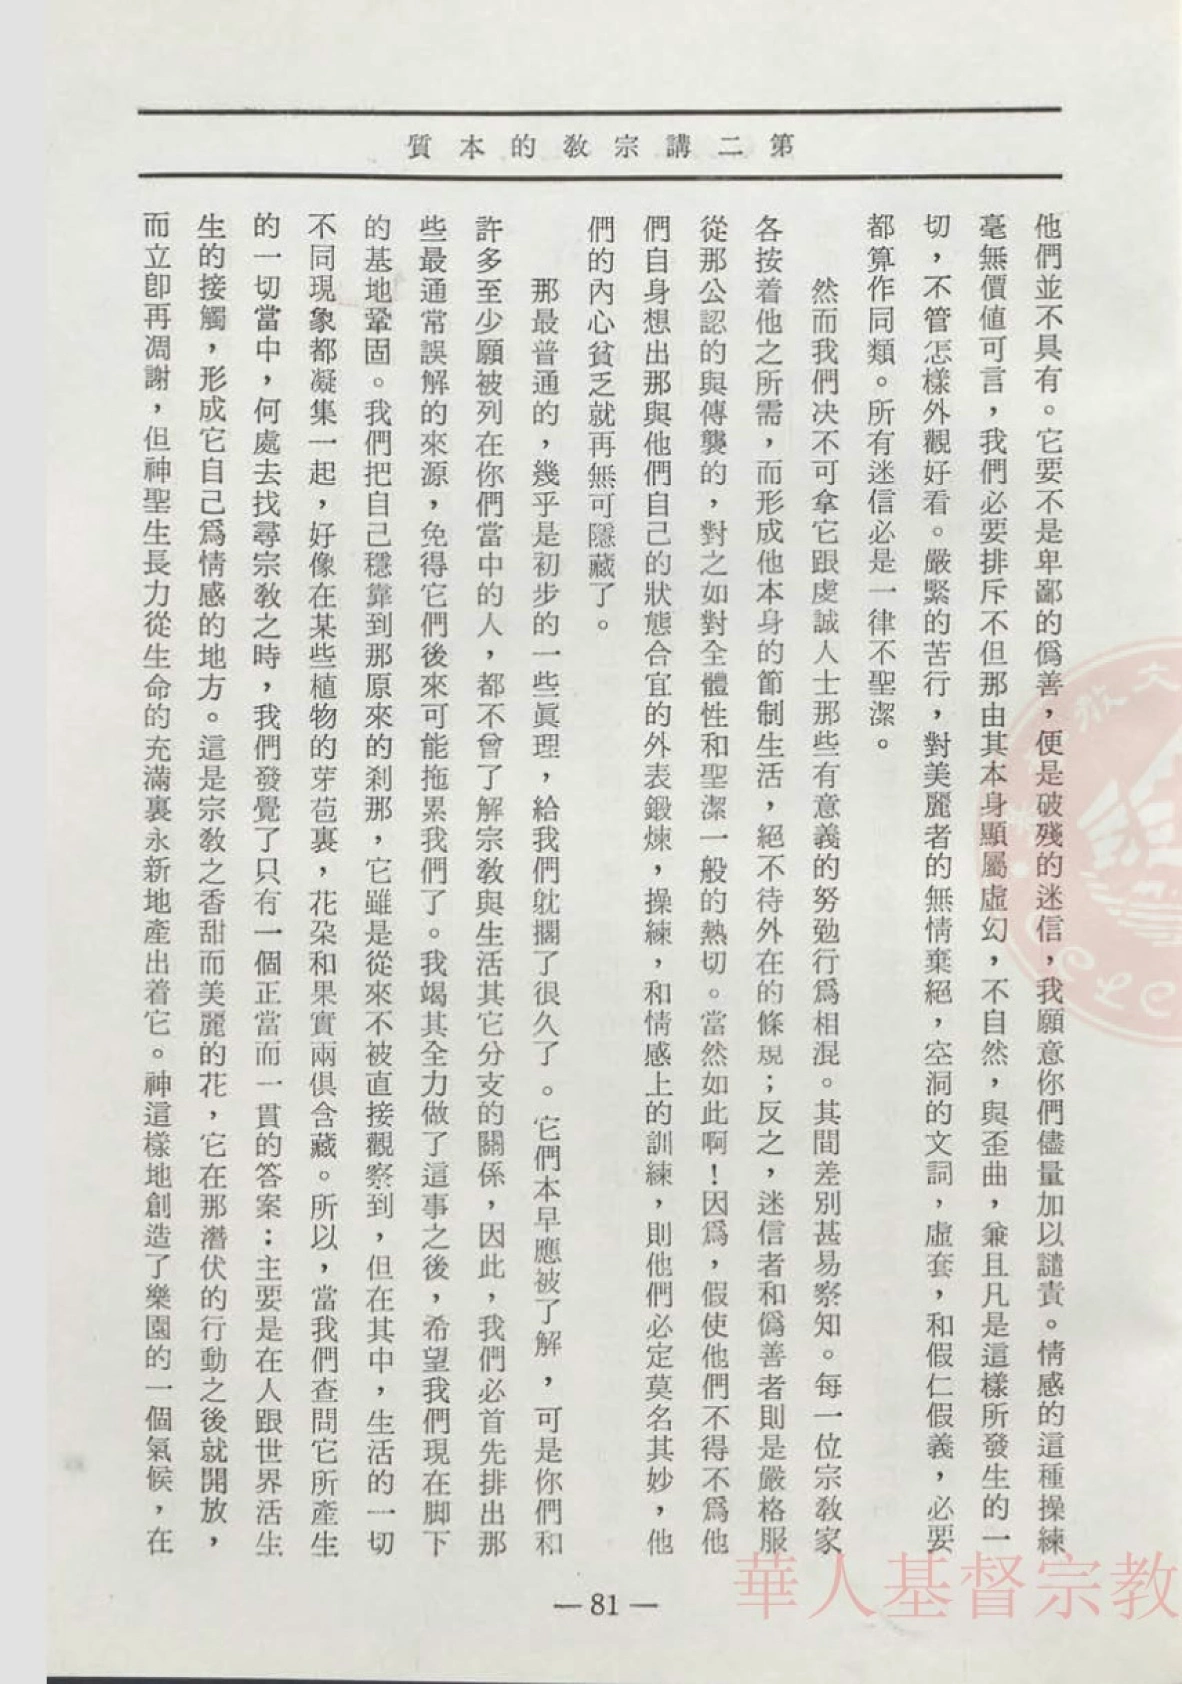 第二講宗教的本質
他們並不具有。它要不是卑鄙的僞善，便是破殘的迷信，我願意你們儘量加以譴責。情感的這種操練
毫無價値可言，我們必要排斥不但那由其本身顯屬虛幻，不自然，與歪曲，兼且凡是這樣所發生的一
切，不管怎樣外觀好看。嚴緊的苦行，對美麗者的無情棄絕，空洞的文詞，虛套，和假仁假義，必要
都算作同類。所有迷信必是一律不聖潔。
然而我們決不可拿它跟虔誠人士那些有意義的努勉行爲相混。其間差別甚易察知。每一位宗教家
各按着他之所需，而形成他本身的節制生活，絕不待外在的條規；反之，迷信者和僞善者則是嚴格服
從那公認的與傳襲的，對之如對全體性和聖潔一般的熱切。當然如此啊！因爲，假使他們不得不爲他
們自身想出那與他們自己的狀態合宜的外表鍛煉，操練，和情感上的訓練，則他們必定莫名其妙，他
們的內心貧乏就再無可隱藏了。
那最普通的，幾乎是初步的一些眞理，給我們躭擱了很久了。它們本早應被了解，可是你們和
許多至少願被列在你們當中的人，都不曾了解宗教與生活其它分支的關係，因此，我們必首先排出那
些最通常誤解的來源，免得它們後來可能拖累我們了。我竭其全力做了這事之後，希望我們現在脚下
的基地鞏固。我們把自己穩靠到那原來的刹那，它雖是從來不被直接觀察到，但在其中，生活的一切
不同現象都凝集一起，好像在某些植物的芽苞裏，花朶和果實兩俱含藏。所以，當我們查問它所產生
的一切當中，何處去找尋宗教之時，我們發覺了只有一個正當而一貫的答案：主要是在人跟世界活生
生的接觸，形成它自己爲情感的地方。這是宗教之香甜而美麗的花，它在那潛伏的行動之後就開放，
而立卽再凋謝，但神聖生長力從生命的充滿裏永新地產出着它。神這樣地創造了樂園的一個氣候，在
— 81 —
華人基督宗教